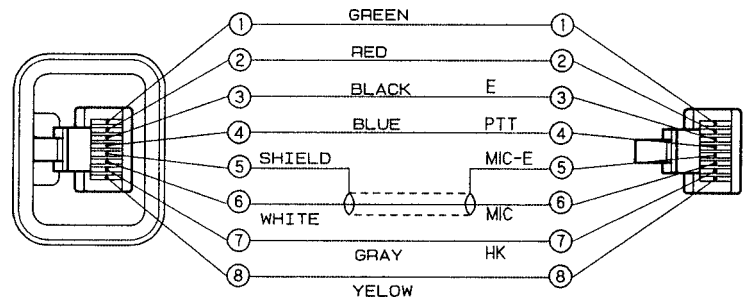 GREEN
① ①
RED
② ②
BLACK E
③ ③
BLUE PTT
④ ④
SHIELD MIC-E
⑤ ⑤
⑥ ⑥
WHITE MIC
⑦ ⑦
GRAY HK
⑧ ⑧
YELOW